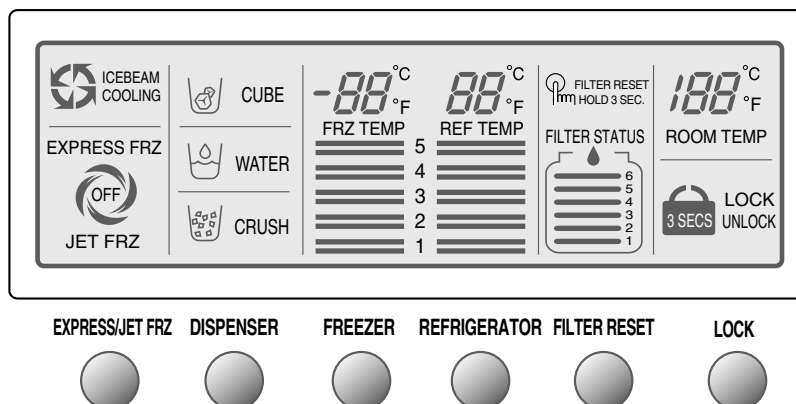 ICEBEAM
COOLING
EXPRESS FRZ
OFF
JET FRZ
CUBE
WATER
CRUSH
-88 °C °F
FRZ TEMP
88 °C °F
REF TEMP
5
4
3
2
1
FILTER RESET
HOLD 3 SEC.
FILTER STATUS
6
5
4
3
2
1
188 °C °F
ROOM TEMP
3 SECS
LOCK
UNLOCK
EXPRESS/JET FRZ DISPENSER FREEZER REFRIGERATOR FILTER RESET LOCK